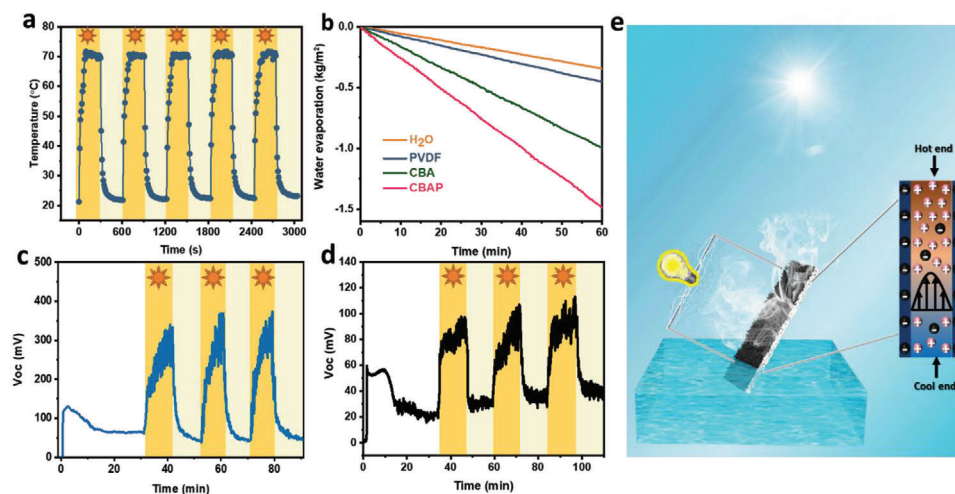 a
80
70
60
50
40
30
20
Temperature (°C)
0 600 1200 1800 2400 3000
Time (s)
b
0.0
-0.5
-1.0
-1.5
Water evaporation (kg/m²)
H₂O
PVDF
CBA
CBAP
0 10 20 30 40 50 60
Time (min)
c
500
400
300
200
100
0
Voc (mV)
0 20 40 60 80
Time (min)
d
140
120
100
80
60
40
20
0
Voc (mV)
0 20 40 60 80 100
Time (min)
e
Hot end
Cool end